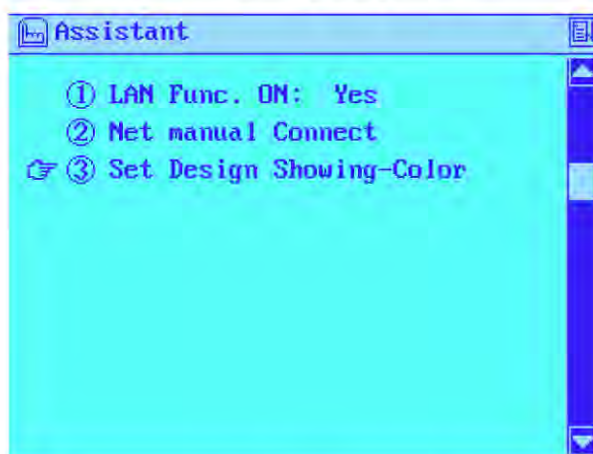 Assistant
① LAN Func. ON: Yes
② Net manual Connect
③ Set Design Showing-Color